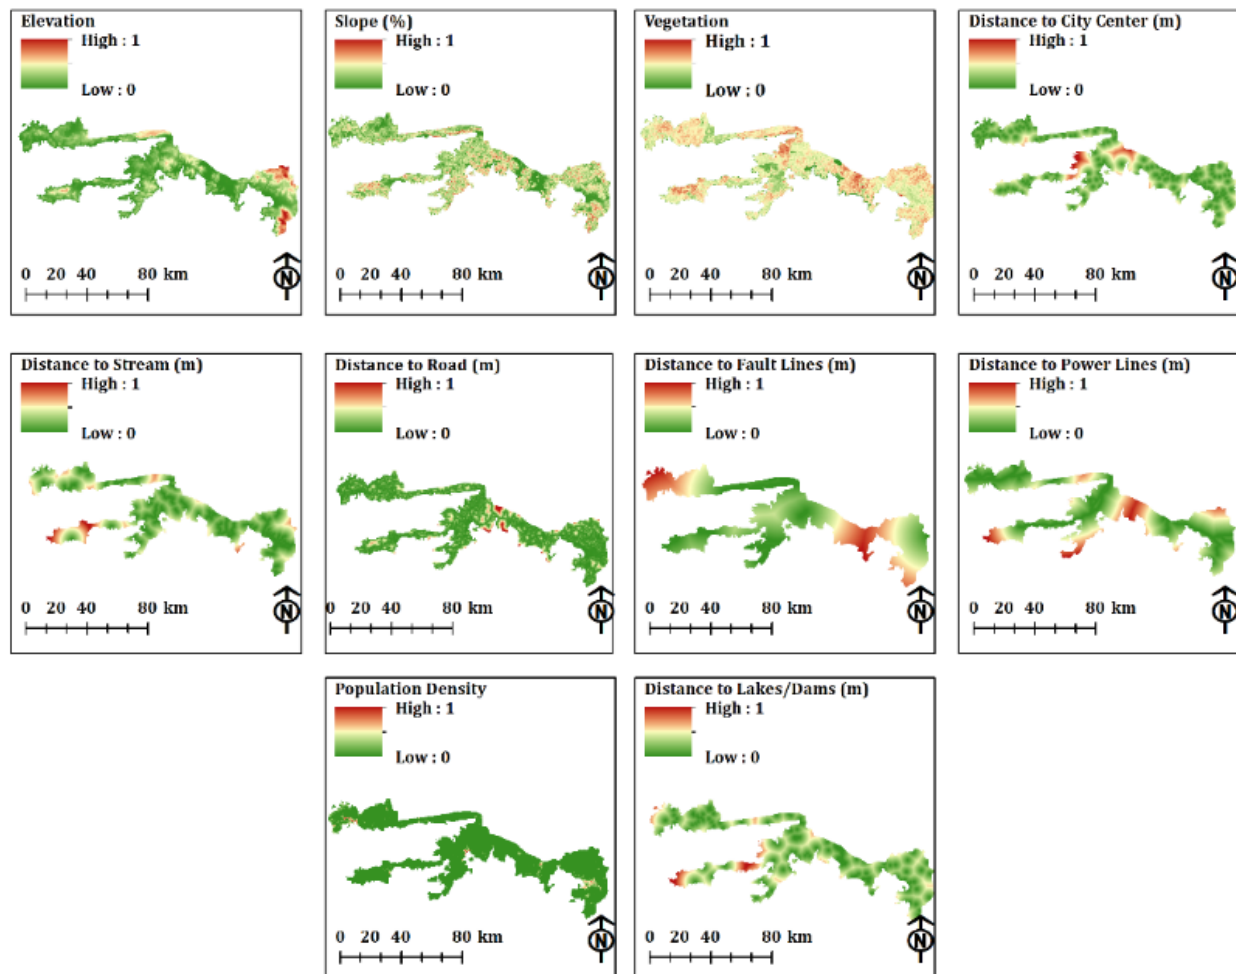 Elevation
High : 1
Low : 0
0 20 40 80 km
N
Slope (%)
High : 1
Low : 0
0 20 40 80 km
N
Vegetation
High : 1
Low : 0
0 20 40 80 km
N
Distance to City Center (m)
High : 1
Low : 0
0 20 40 80 km
N
Distance to Stream (m)
High : 1
Low : 0
0 20 40 80 km
N
Distance to Road (m)
High : 1
Low : 0
0 20 40 80 km
N
Distance to Fault Lines (m)
High : 1
Low : 0
0 20 40 80 km
N
Distance to Power Lines (m)
High : 1
Low : 0
0 20 40 80 km
N
Population Density
High : 1
Low : 0
0 20 40 80 km
N
Distance to Lakes/Dams (m)
High : 1
Low : 0
0 20 40 80 km
N